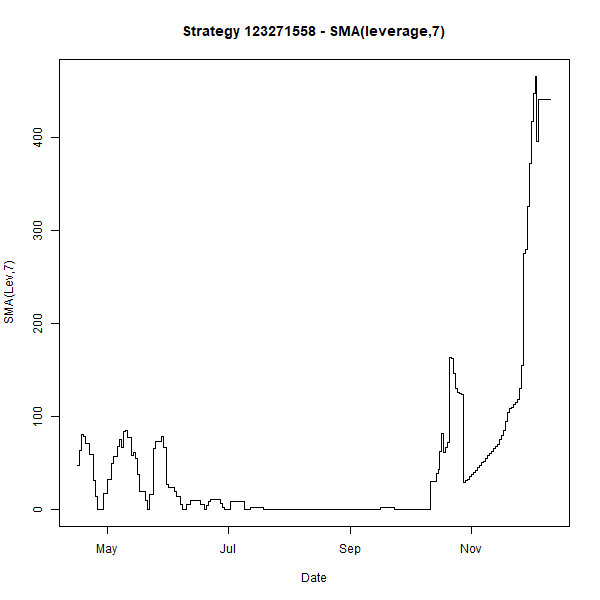 Strategy 123271558 - SMA(leverage,7)
SMA(Lev,7)
400
300
200
100
0
May Jul Sep Nov
Date